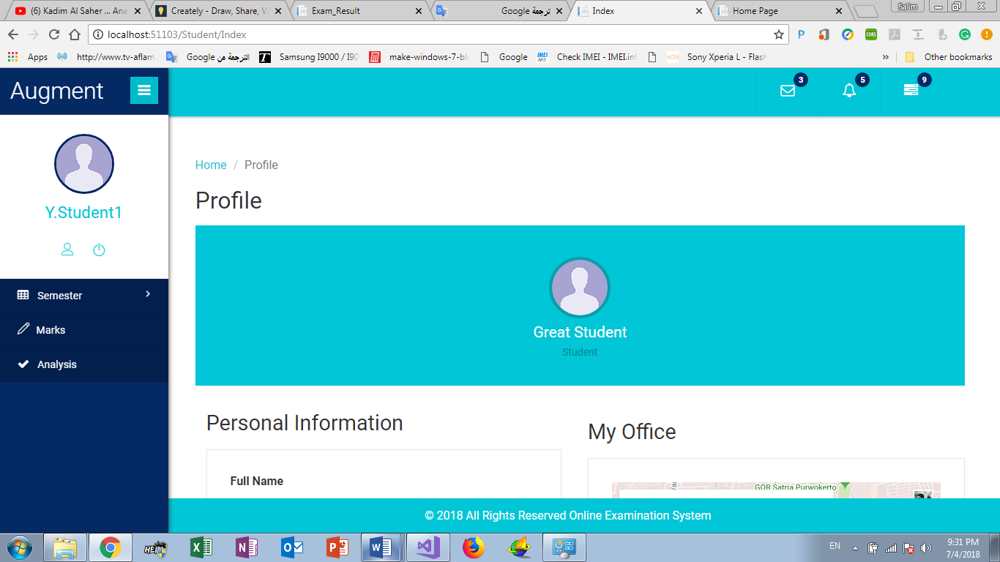 (6) Kadim Al Saher ... Ana
Creately - Draw, Share, V
Exam_Result
ترجمة Google
Index
Home Page
Salim
localhost:51103/Student/Index
Apps
http://www.tv-aflam
الترجمة من Google
Samsung I9000 / I90
make-windows-7-blu
Google
Check IMEI - IMEI.inf
Sony Xperia L - Flash
Other bookmarks
Augment
3
5
9
Y.Student1
Semester
Marks
Analysis
Home / Profile
Profile
Great Student
Student
Personal Information
My Office
Full Name
GOR Satria Purwokerto
© 2018 All Rights Reserved Online Examination System
EN
9:31 PM
7/4/2018